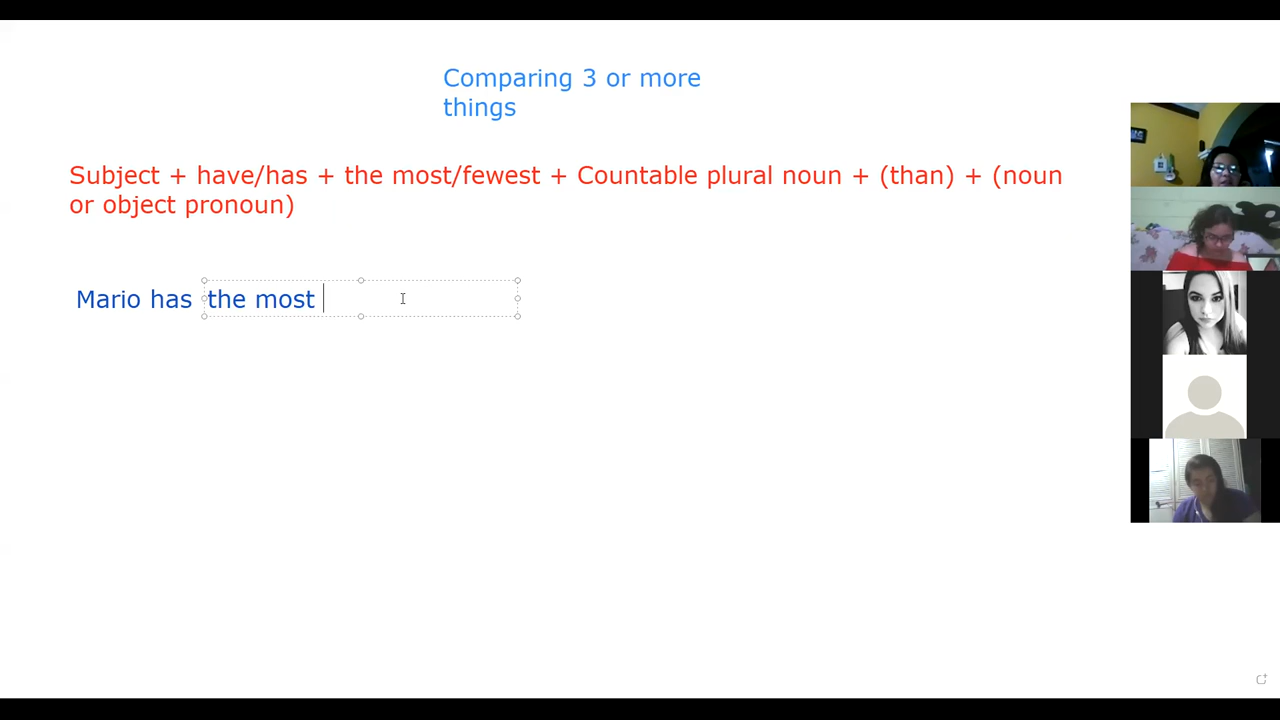 Comparing 3 or more
things
Subject + have/has + the most/fewest + Countable plural noun + (than) + (noun
or object pronoun)
Mario has the most